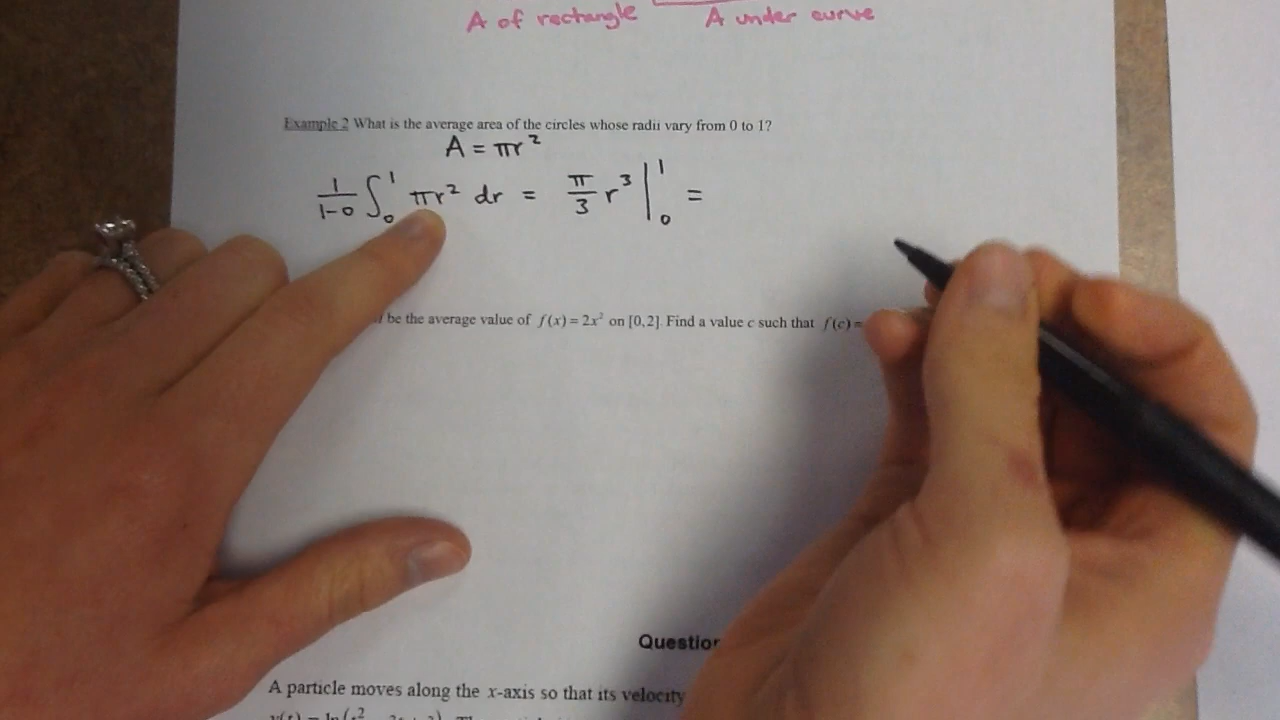 A of rectangle A under curve
Example 2 What is the average area of the circles whose radii vary from 0 to 1?
A = πr²
1/(1-0) ∫₀¹ πr² dr = π/3 r³ |₀¹ =
be the average value of f(x) = 2x² on [0,2]. Find a value c such that f(c) =
Question
A particle moves along the x-axis so that its velocity